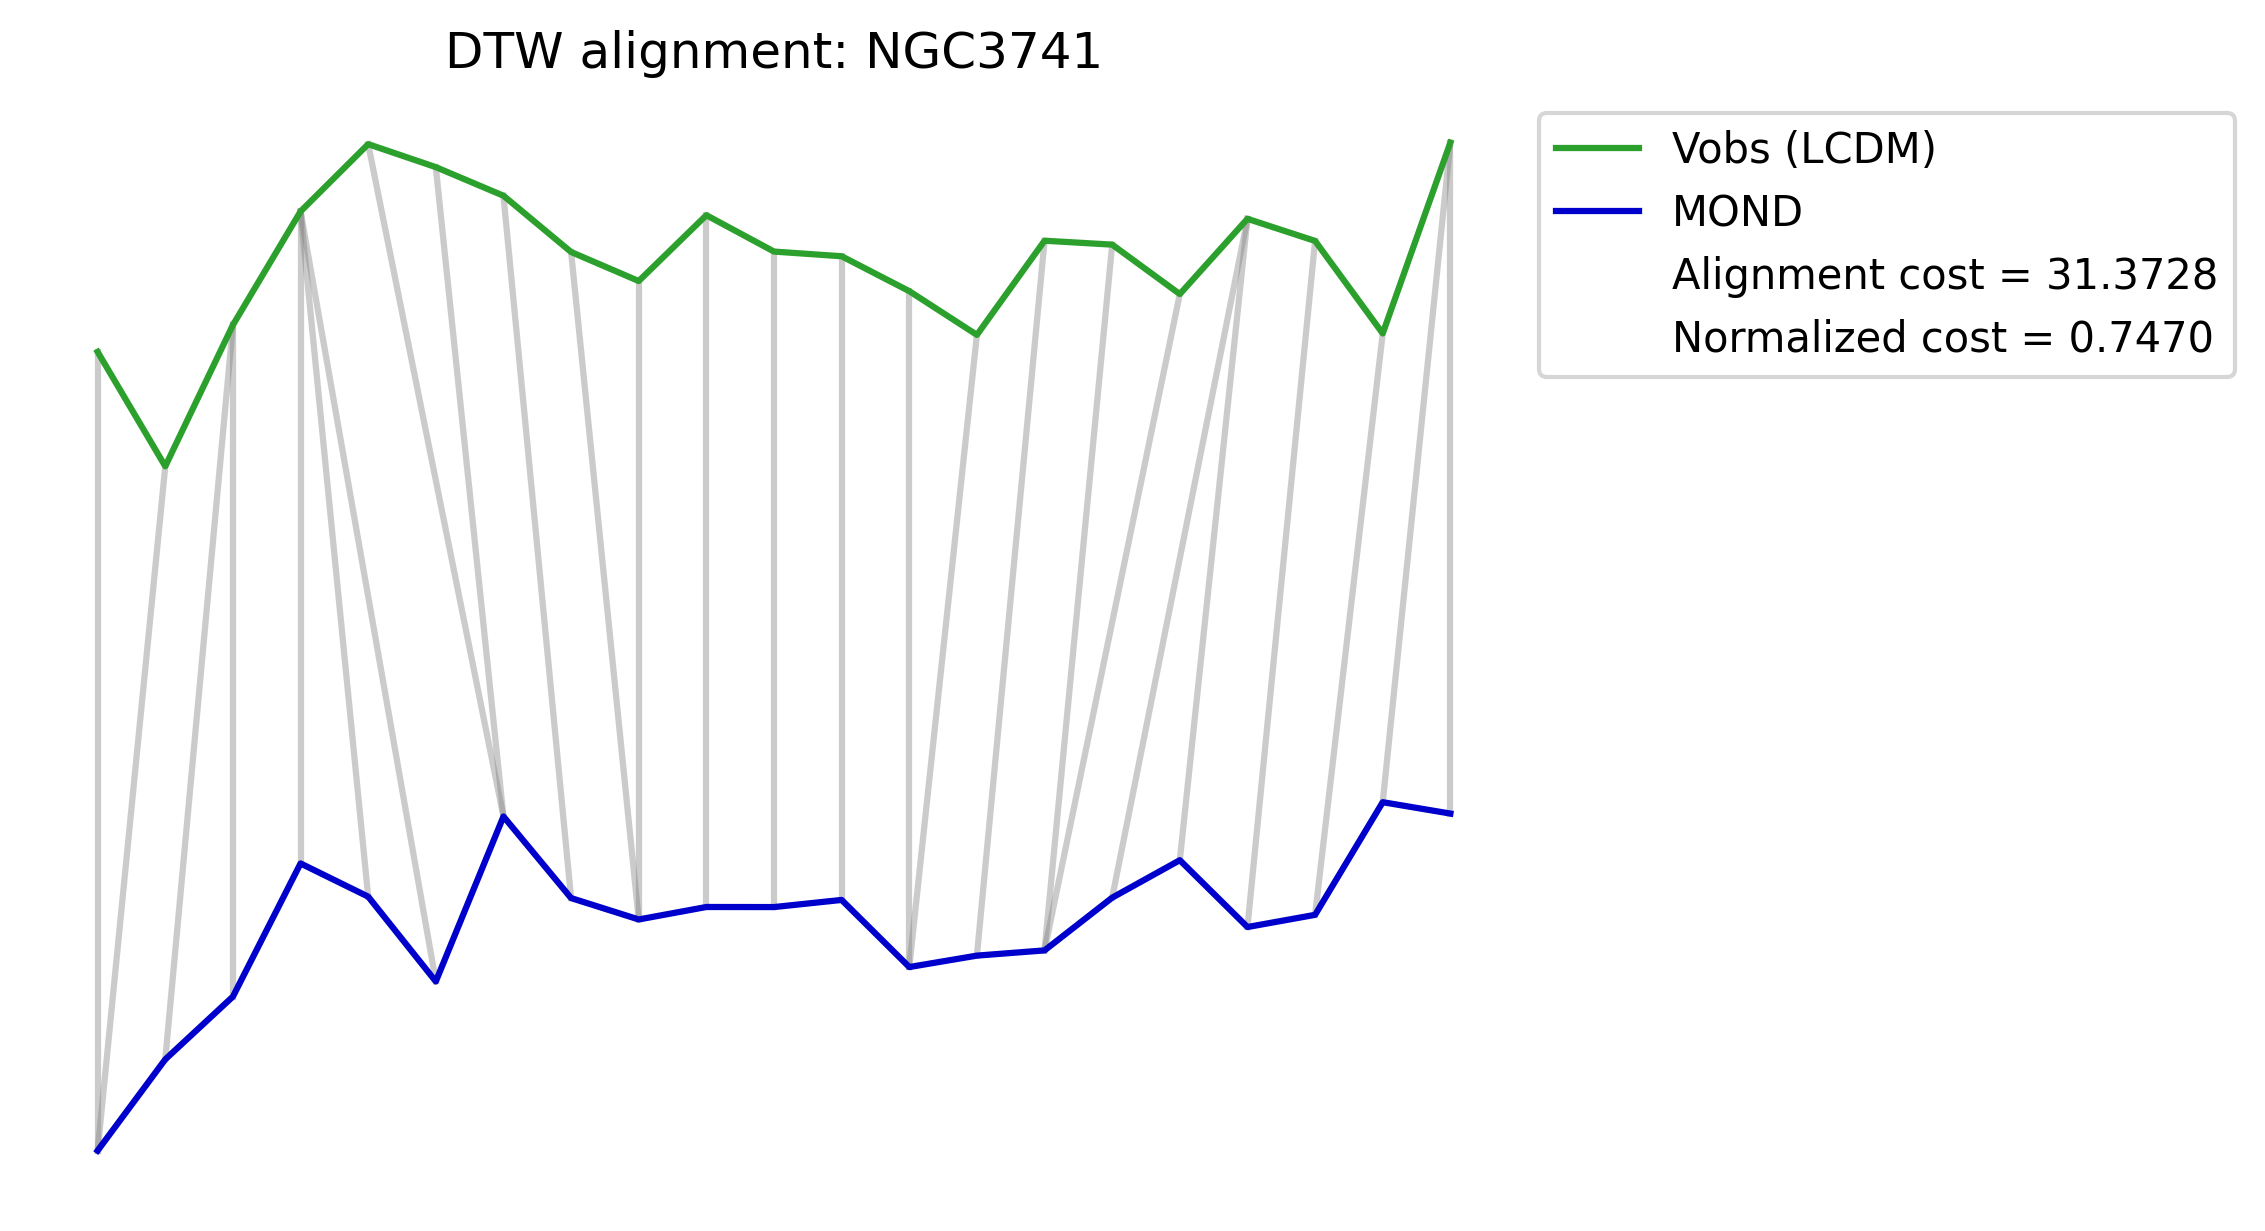 DTW alignment: NGC3741
Vobs (LCDM)
MOND
Alignment cost = 31.3728
Normalized cost = 0.7470